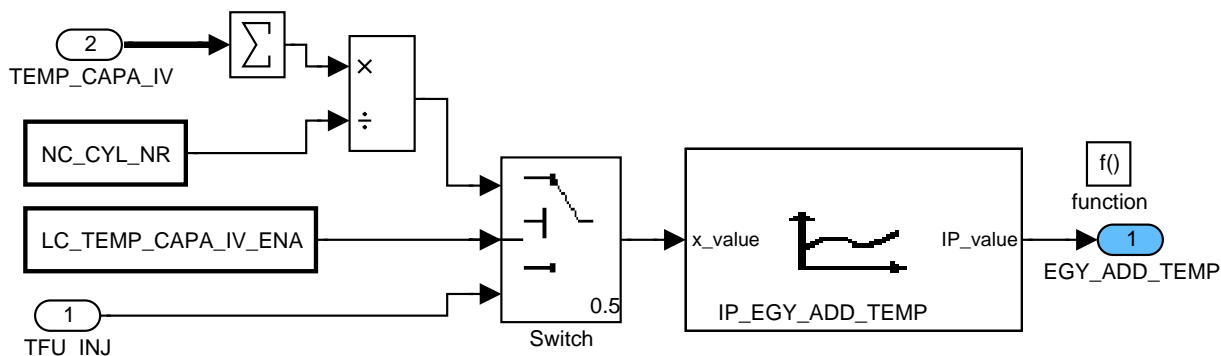 2
TEMP_CAPA_IV
Σ
×
÷
NC_CYL_NR
LC_TEMP_CAPA_IV_ENA
1
TFU_INJ
0.5
Switch
x_value
IP_value
IP_EGY_ADD_TEMP
f()
function
1
EGY_ADD_TEMP